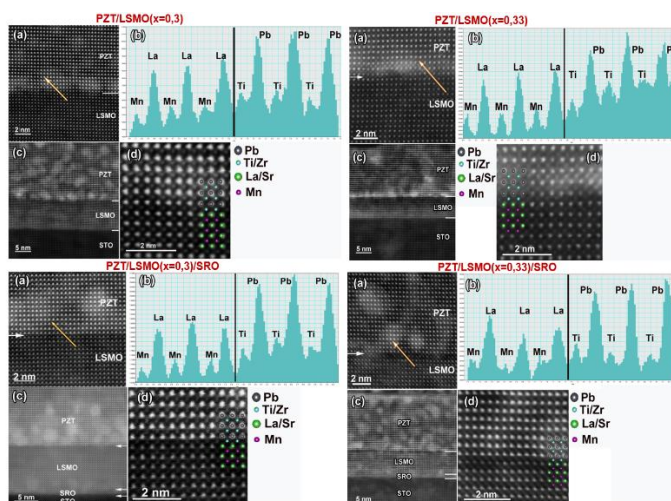 PZT/LSMO(x=0,3)
(a)
PZT
LSMO
2 nm
(b)
La La La
Mn Mn Mn
Pb Pb Pb
Ti Ti Ti
(c)
PZT
LSMO
STO
5 nm
(d)
2 nm
Pb
Ti/Zr
La/Sr
Mn
PZT/LSMO(x=0,33)
(a)
PZT
LSMO
2 nm
(b)
La La La
Mn Mn Mn
Pb Pb Pb
Ti Ti Ti
(c)
PZT
LSMO
STO
5 nm
Pb
Ti/Zr
La/Sr
Mn
(d)
2 nm
PZT/LSMO(x=0,3)/SRO
(a)
PZT
LSMO
2 nm
(b)
La La La
Mn Mn Mn
Pb Pb Pb
Ti Ti Ti
(c)
PZT
LSMO
SRO
STO
5 nm
(d)
2 nm
Pb
Ti/Zr
La/Sr
Mn
PZT/LSMO(x=0,33)/SRO
(a)
PZT
LSMO
2 nm
(b)
La La La
Mn Mn Mn
Pb Pb Pb
Ti Ti Ti
(c)
PZT
LSMO
SRO
STO
5 nm
(d)
2 nm
Pb
Ti/Zr
La/Sr
Mn